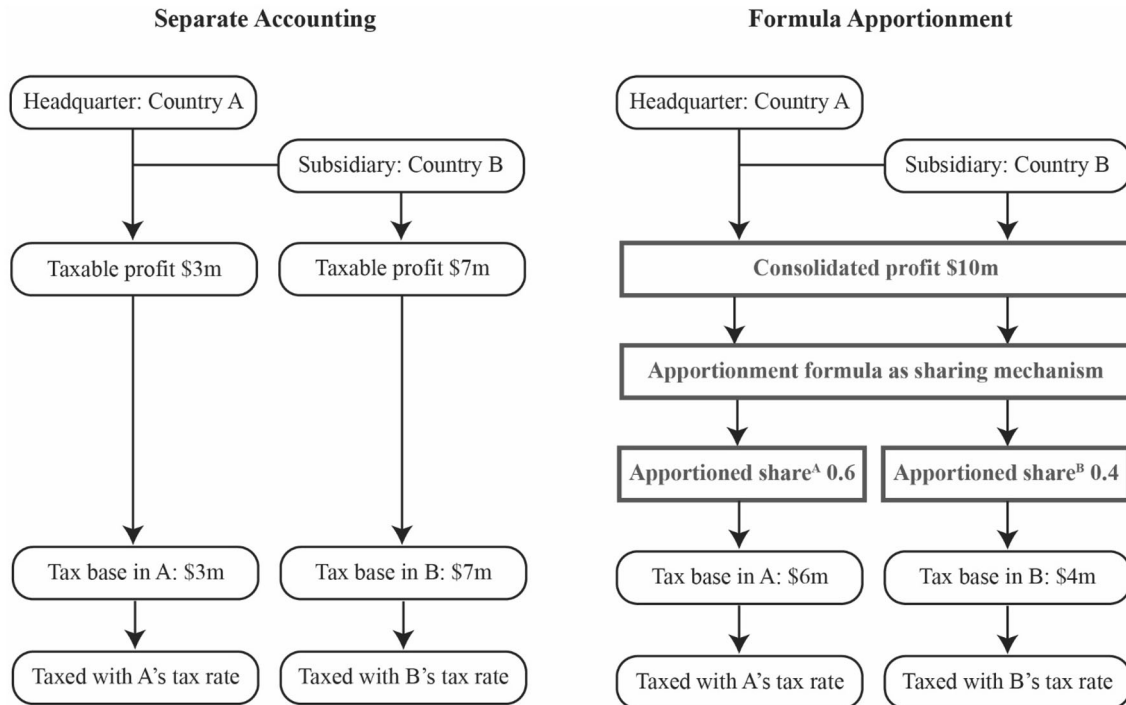 Separate Accounting
Headquarter: Country A
Subsidiary: Country B
Taxable profit $3m
Taxable profit $7m
Tax base in A: $3m
Tax base in B: $7m
Taxed with A’s tax rate
Taxed with B’s tax rate
Formula Apportionment
Headquarter: Country A
Subsidiary: Country B
Consolidated profit $10m
Apportionment formula as sharing mechanism
Apportioned shareᴬ 0.6
Apportioned shareᴮ 0.4
Tax base in A: $6m
Tax base in B: $4m
Taxed with A’s tax rate
Taxed with B’s tax rate